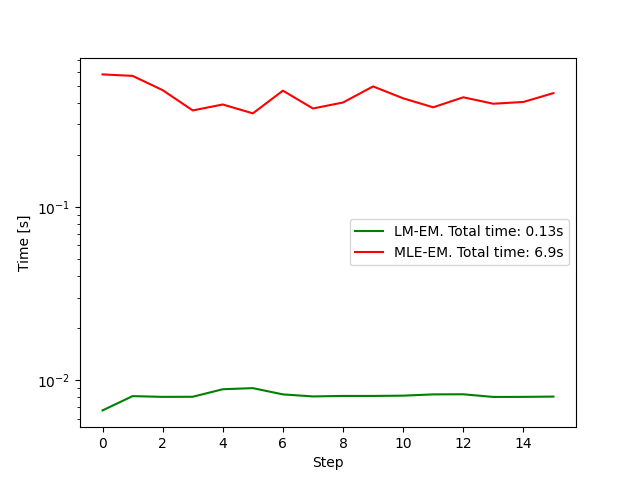 10⁻¹
10⁻²
Time [s]
LM-EM. Total time: 0.13s
MLE-EM. Total time: 6.9s
0 2 4 6 8 10 12 14
Step